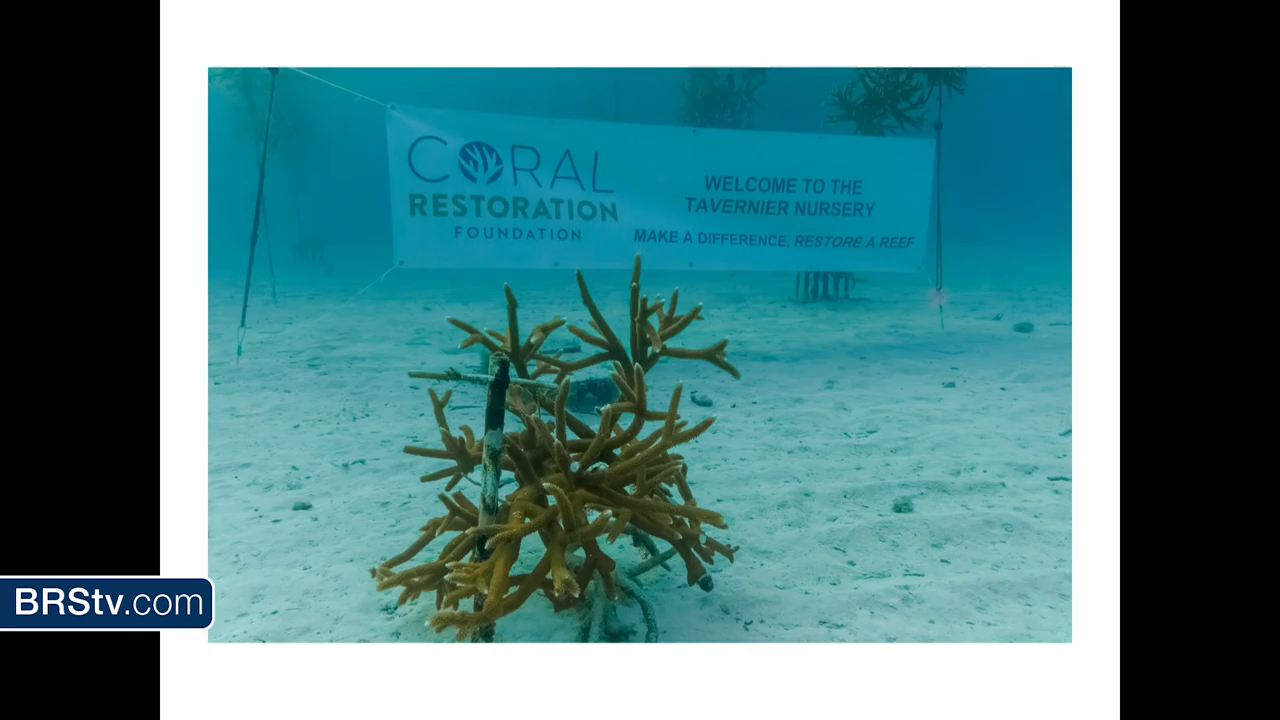 CORAL
RESTORATION
FOUNDATION
WELCOME TO THE
TAVERNIER NURSERY
MAKE A DIFFERENCE, RESTORE A REEF
BRStv.com